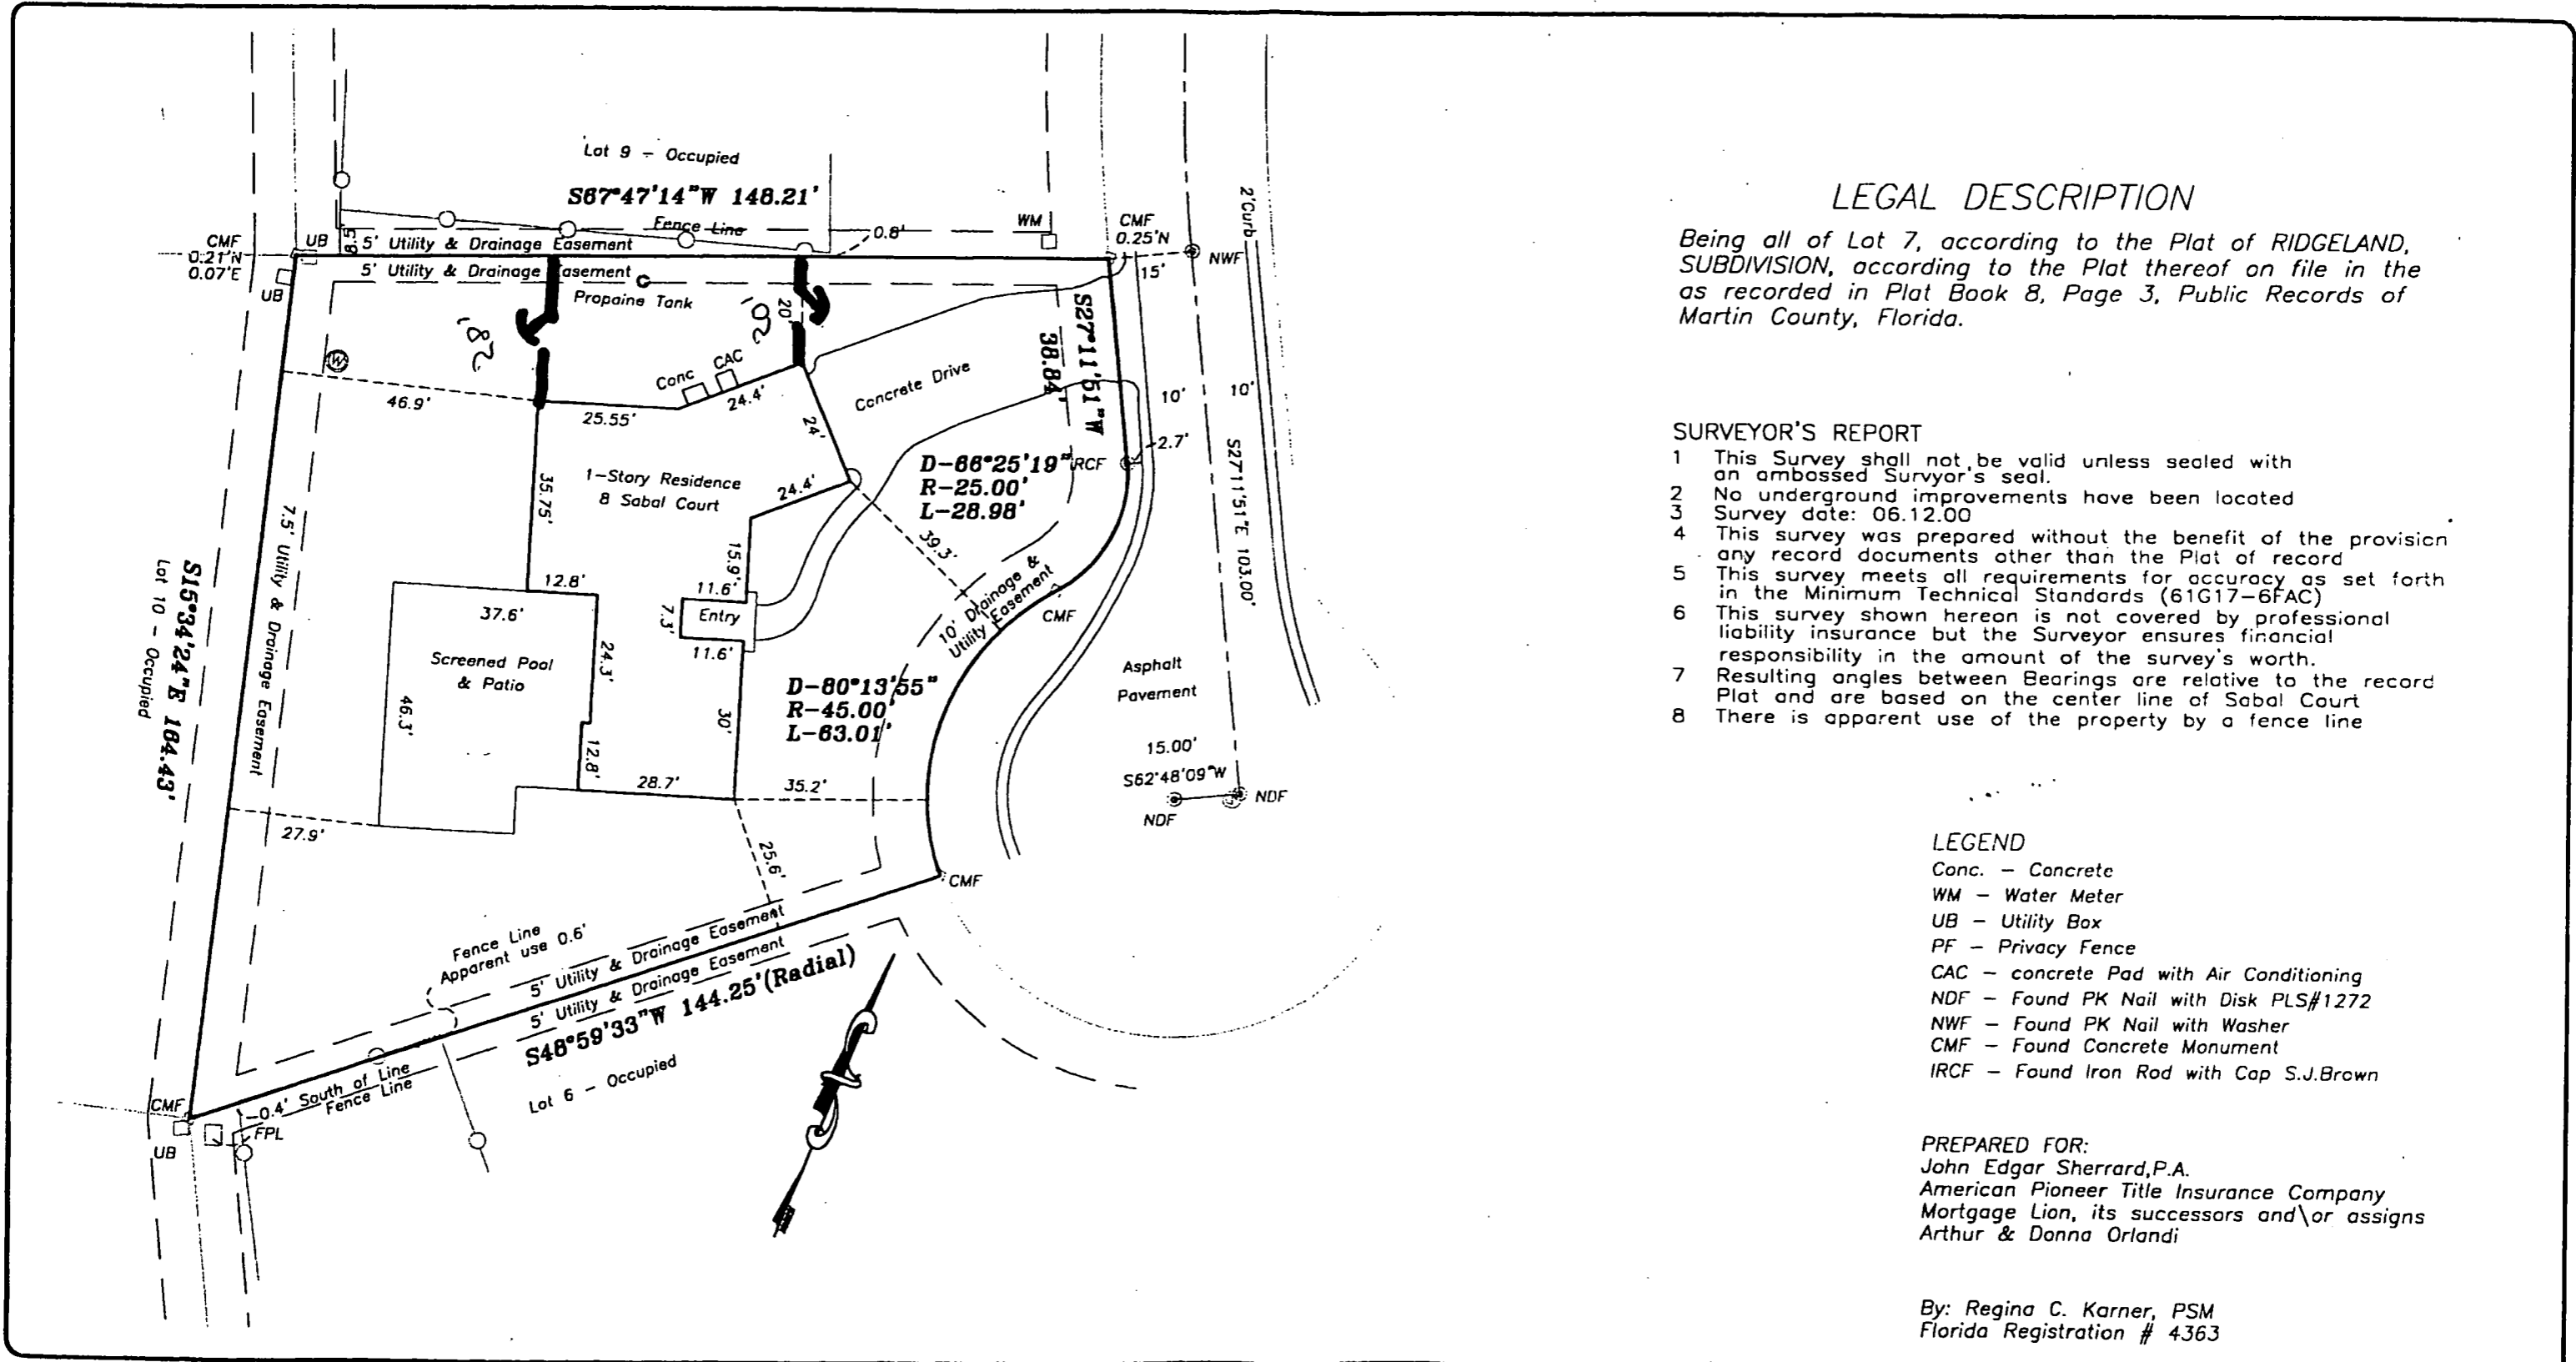 Lot 9 - Occupied
S67°47'14"W 148.21'
Fence Line
0.8'
WM
CMF
0.25'N
NWF
15'
2'Curb
CMF
0.21'N
0.07'E
UB
UB
8.5'
5' Utility & Drainage Easement
5' Utility & Drainage Easement
Propaine Tank
28'
20'
20'
W
46.9'
25.55'
Conc
CAC
24.4'
24'
Concrete Drive
S27°11'51"W
38.84'
10'
10'
2.7'
IRCF
S27°11'51"E 103.00'
D-66°25'19"
R-25.00'
L-28.98'
1-Story Residence
8 Sabal Court
35.75'
24.4'
15.9'
39.3'
12.8'
11.6'
Entry
7.3'
11.6'
37.6'
24.3'
Screened Pool
& Patio
46.3'
12.8'
30'
28.7'
35.2'
25.6'
27.9'
D-80°13'55"
R-45.00'
L-63.01'
10' Drainage &
Utility Easement
CMF
Asphalt
Pavement
15.00'
S62°48'09"W
NDF
NDF
CMF
7.5' Utility & Drainage Easement
S15°34'24"E 164.43'
Lot 10 - Occupied
Fence Line
Apparent use 0.6'
5' Utility & Drainage Easement
5' Utility & Drainage Easement
S48°59'33"W 144.25'(Radial)
Lot 6 - Occupied
0.4' South of Line
Fence Line
CMF
UB
FPL
LEGAL DESCRIPTION
Being all of Lot 7, according to the Plat of RIDGELAND,
SUBDIVISION, according to the Plat thereof on file in the
as recorded in Plat Book 8, Page 3, Public Records of
Martin County, Florida.
SURVEYOR'S REPORT
1 This Survey shall not be valid unless sealed with
an ambossed Survyor's seal.
2 No underground improvements have been located
3 Survey date: 06.12.00
4 This survey was prepared without the benefit of the provision
any record documents other than the Plat of record
5 This survey meets all requirements for accuracy as set forth
in the Minimum Technical Standards (61G17-6FAC)
6 This survey shown hereon is not covered by professional
liability insurance but the Surveyor ensures financial
responsibility in the amount of the survey's worth.
7 Resulting angles between Bearings are relative to the record
Plat and are based on the center line of Sabal Court
8 There is apparent use of the property by a fence line
LEGEND
Conc. - Concrete
WM - Water Meter
UB - Utility Box
PF - Privacy Fence
CAC - concrete Pad with Air Conditioning
NDF - Found PK Nail with Disk PLS#1272
NWF - Found PK Nail with Washer
CMF - Found Concrete Monument
IRCF - Found Iron Rod with Cap S.J.Brown
PREPARED FOR:
John Edgar Sherrard,P.A.
American Pioneer Title Insurance Company
Mortgage Lion, its successors and\or assigns
Arthur & Donna Orlandi
By: Regina C. Karner, PSM
Florida Registration # 4363